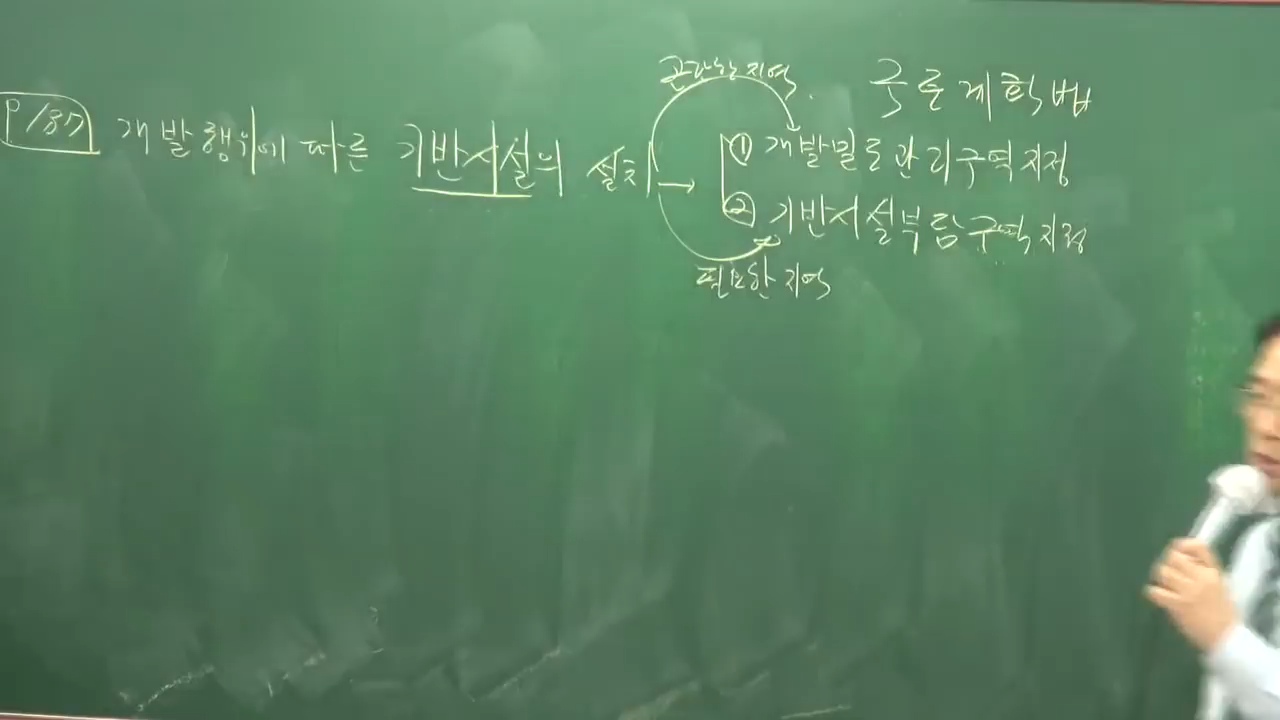 국토계획법
P/87 개발행위에 따른 기반시설의 설치 →
곤란한 지역
① 개발밀도관리구역지정
② 기반시설부담구역지정
필요한 지역